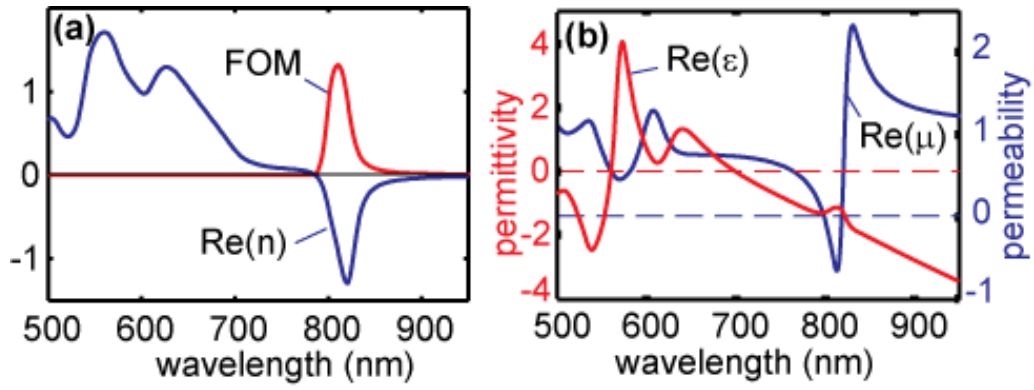 (a)
FOM
Re(n)
1
0
-1
500 600 700 800 900
wavelength (nm)
(b)
Re(ε)
Re(μ)
permittivity
4
2
0
-2
-4
permeability
2
1
0
-1
500 600 700 800 900
wavelength (nm)